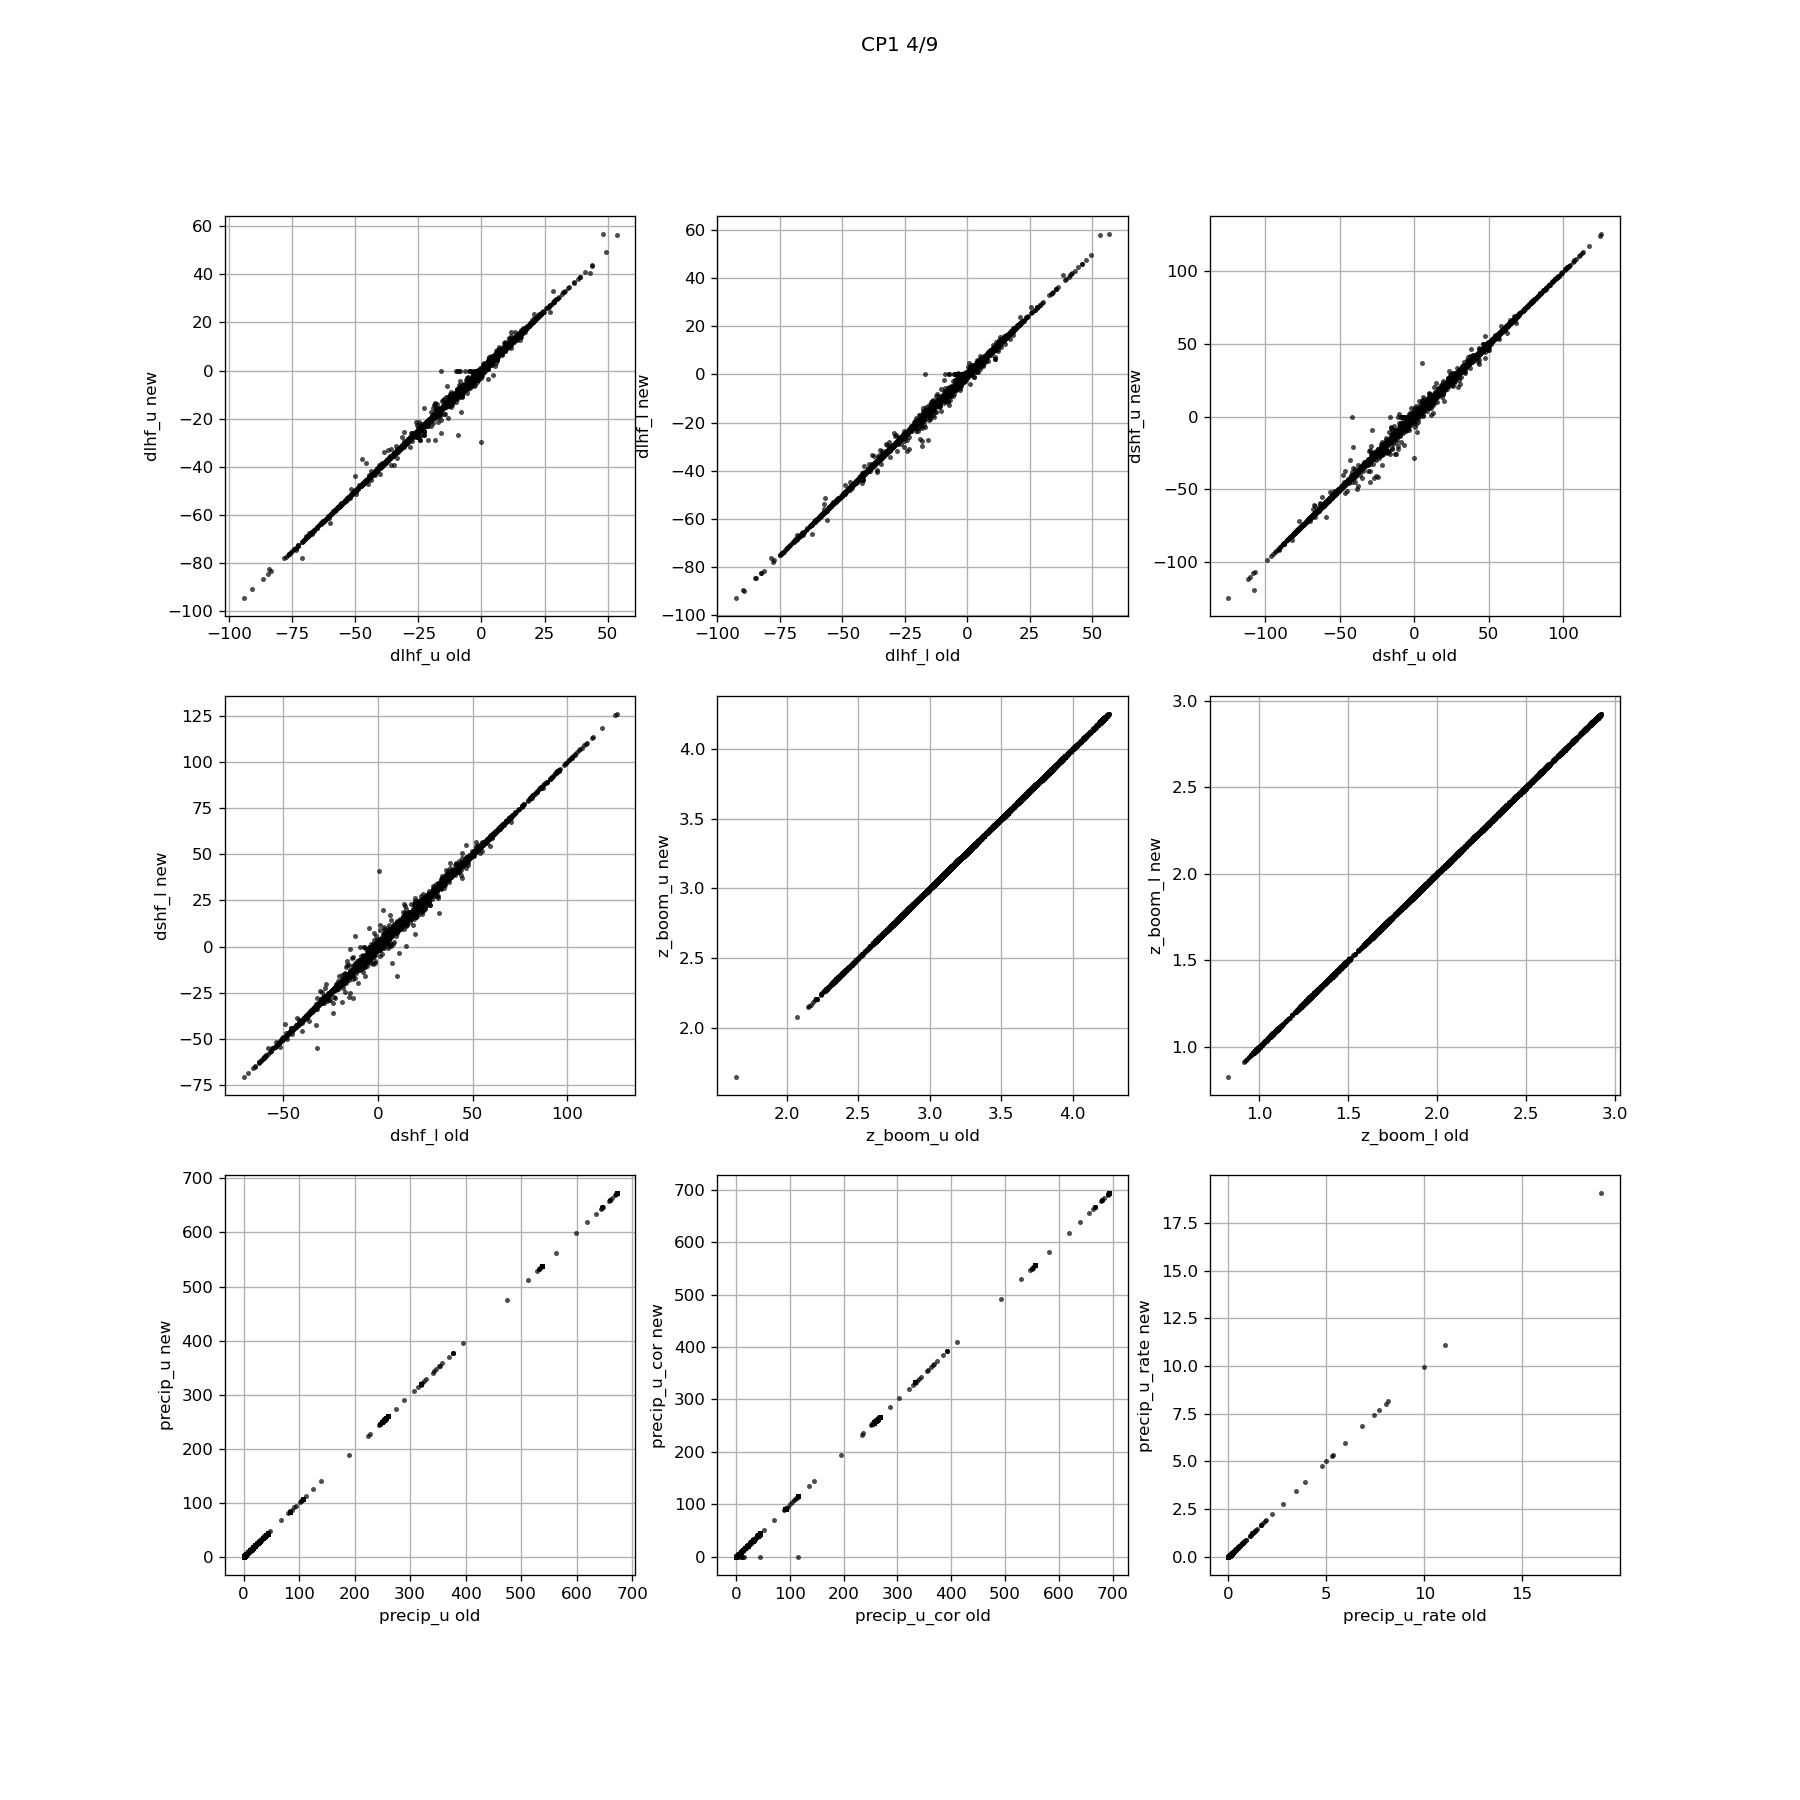 CP1 4/9
60
40
20
0
−20
−40
−60
−80
−100
dlhf_u new
−100 −75 −50 −25 0 25 50
dlhf_u old
60
40
20
0
−20
−40
−60
−80
−100
dlhf_l new
−100 −75 −50 −25 0 25 50
dlhf_l old
100
50
0
−50
−100
dshf_u new
−100 −50 0 50 100
dshf_u old
125
100
75
50
25
0
−25
−50
−75
dshf_l new
−50 0 50 100
dshf_l old
4.0
3.5
3.0
2.5
2.0
z_boom_u new
2.0 2.5 3.0 3.5 4.0
z_boom_u old
3.0
2.5
2.0
1.5
1.0
z_boom_l new
1.0 1.5 2.0 2.5 3.0
z_boom_l old
700
600
500
400
300
200
100
0
precip_u new
0 100 200 300 400 500 600 700
precip_u old
700
600
500
400
300
200
100
0
precip_u_cor new
0 100 200 300 400 500 600 700
precip_u_cor old
17.5
15.0
12.5
10.0
7.5
5.0
2.5
0.0
precip_u_rate new
0 5 10 15
precip_u_rate old